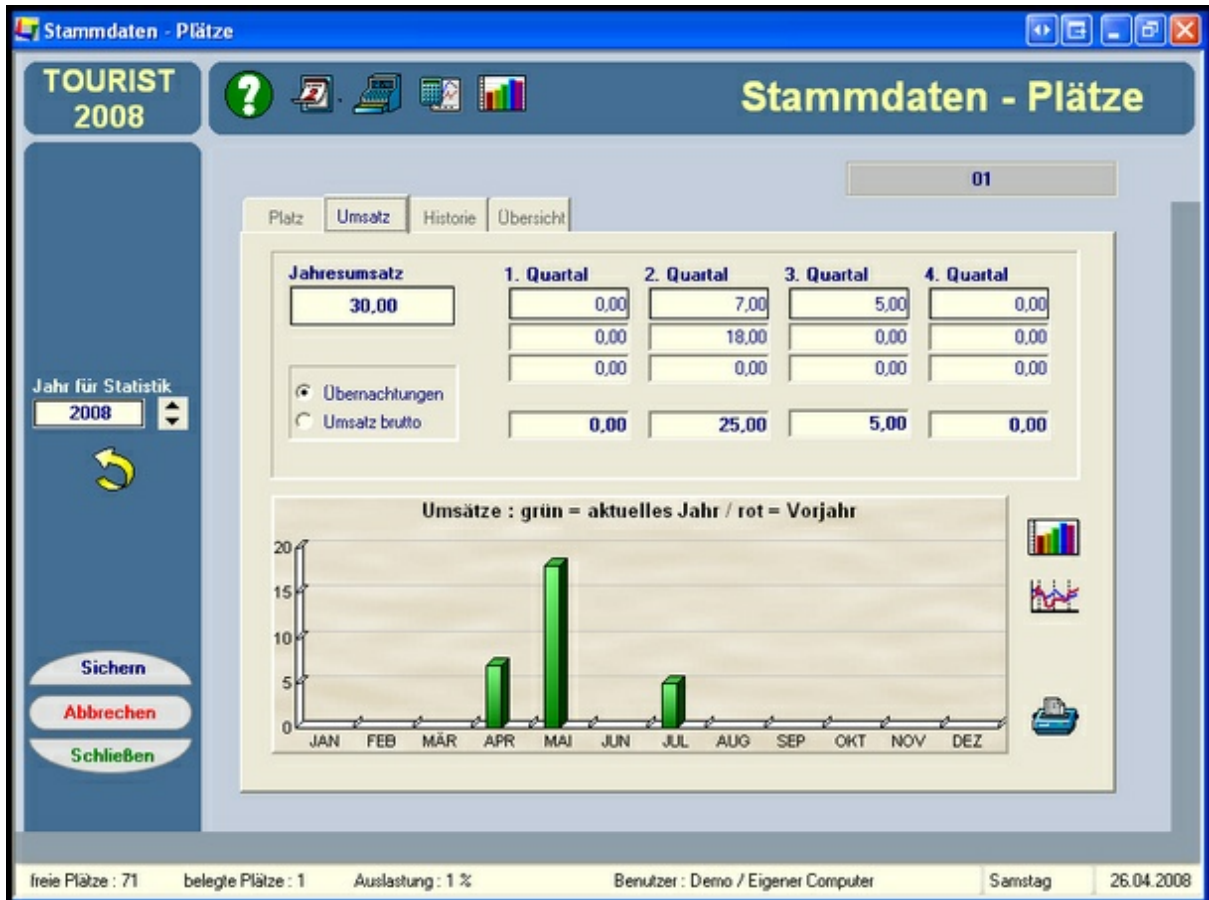 Stammdaten - Plätze
TOURIST
2008
Stammdaten - Plätze
01
Platz Umsatz Historie Übersicht
Jahresumsatz 1. Quartal 2. Quartal 3. Quartal 4. Quartal
30,00 0,00 7,00 5,00 0,00
0,00 18,00 0,00 0,00
0,00 0,00 0,00 0,00
Übernachtungen
Umsatz brutto 0,00 25,00 5,00 0,00
Jahr für Statistik
2008
Umsätze : grün = aktuelles Jahr / rot = Vorjahr
20
15
10
5
0
JAN FEB MÄR APR MAI JUN JUL AUG SEP OKT NOV DEZ
Sichern
Abbrechen
Schließen
freie Plätze : 71 belegte Plätze : 1 Auslastung : 1 % Benutzer : Demo / Eigener Computer Samstag 26.04.2008